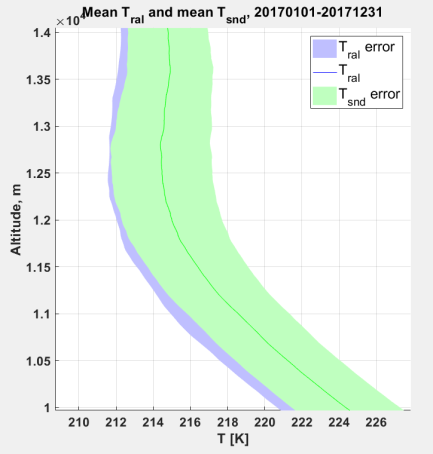 Mean T_ral and mean T_snd, 20170101-20171231
×10⁴
1.4
1.35
1.3
1.25
1.2
1.15
1.1
1.05
1
Altitude, m
T_ral error
T_ral
T_snd error
210 212 214 216 218 220 222 224 226
T [K]